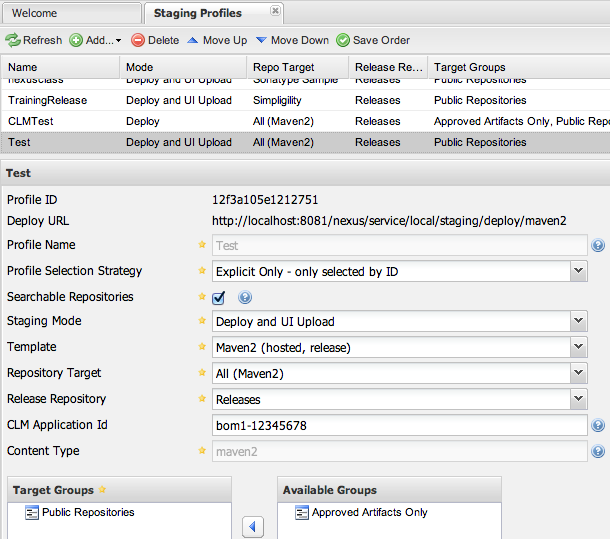 Welcome Staging Profiles
Refresh Add... Delete Move Up Move Down Save Order
Name Mode Repo Target Release Re... Target Groups
nexusclass Deploy and UI Upload Sonatype Sample Releases Public Repositories
TrainingRelease Deploy and UI Upload Simpligility Releases Public Repositories
CLMTest Deploy All (Maven2) Releases Approved Artifacts Only, Public Repo
Test Deploy and UI Upload All (Maven2) Releases Public Repositories
Test
Profile ID 12f3a105e1212751
Deploy URL http://localhost:8081/nexus/service/local/staging/deploy/maven2
Profile Name Test
Profile Selection Strategy Explicit Only - only selected by ID
Searchable Repositories
Staging Mode Deploy and UI Upload
Template Maven2 (hosted, release)
Repository Target All (Maven2)
Release Repository Releases
CLM Application Id bom1-12345678
Content Type maven2
Target Groups Available Groups
Public Repositories Approved Artifacts Only